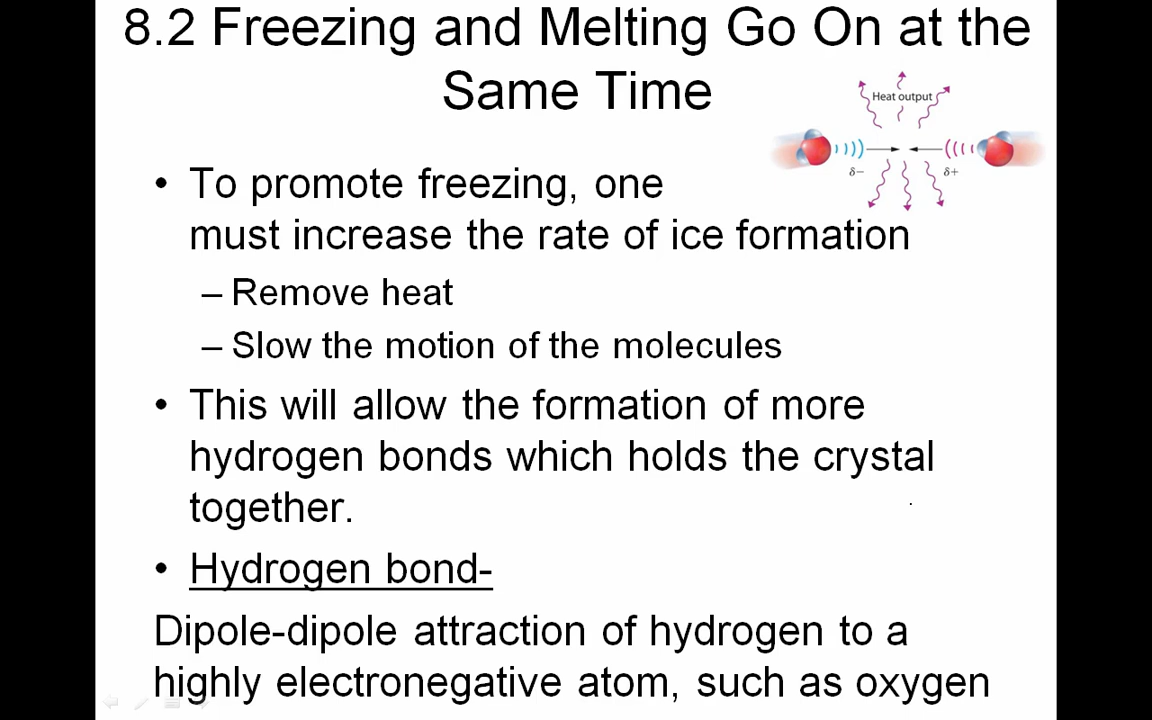 8.2 Freezing and Melting Go On at the
Same Time
Heat output
δ−
δ+
• To promote freezing, one
must increase the rate of ice formation
– Remove heat
– Slow the motion of the molecules
• This will allow the formation of more
hydrogen bonds which holds the crystal
together.
• Hydrogen bond-
Dipole-dipole attraction of hydrogen to a
highly electronegative atom, such as oxygen